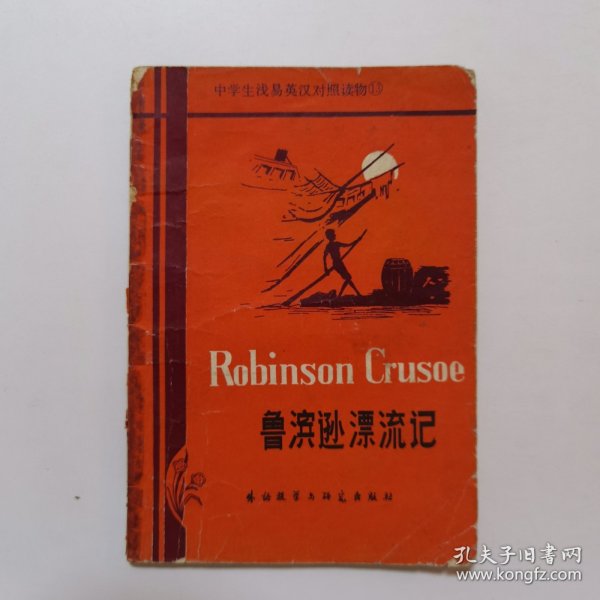 中学生浅易英汉对照读物⑬
Robinson Crusoe
鲁滨逊漂流记
外语教学与研究出版社
孔夫子旧书网
www.kongfz.com